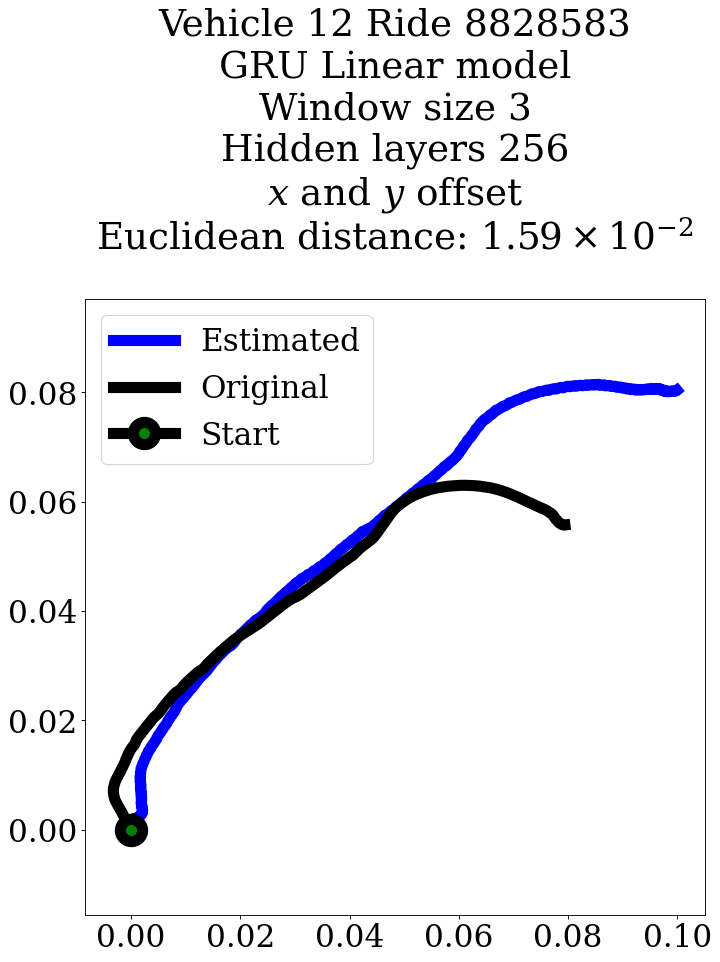 Vehicle 12 Ride 8828583
GRU Linear model
Window size 3
Hidden layers 256
x and y offset
Euclidean distance: 1.59 × 10⁻²
Estimated
Original
Start
0.08
0.06
0.04
0.02
0.00
0.00 0.02 0.04 0.06 0.08 0.10